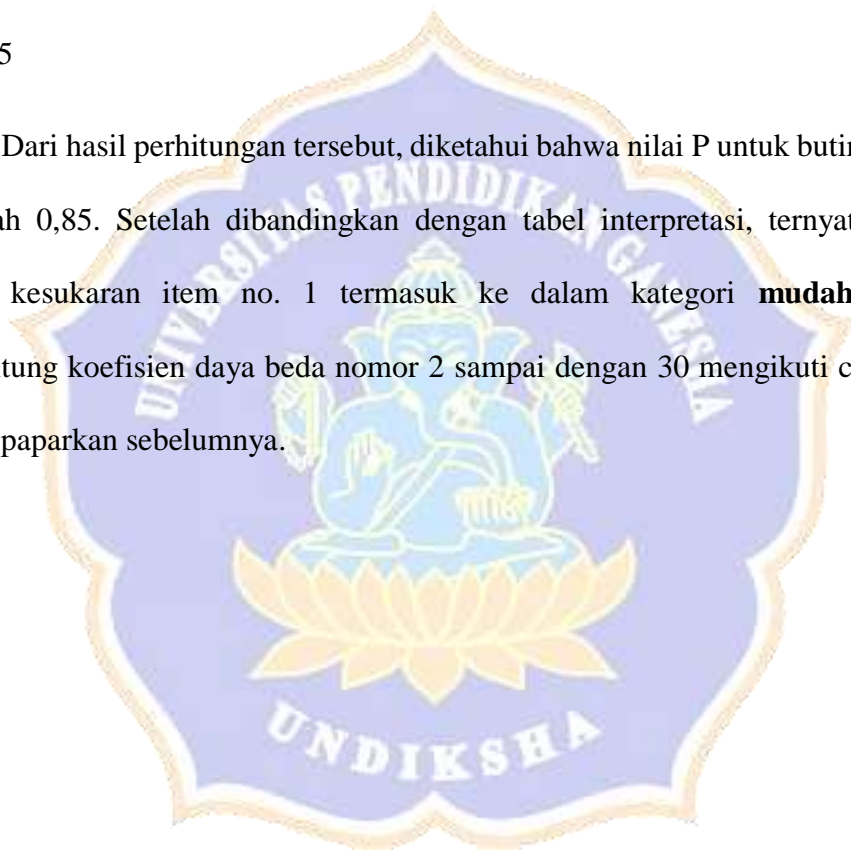 5
Dari hasil perhitungan tersebut, diketahui bahwa nilai P untuk butir
ah 0,85. Setelah dibandingkan dengan tabel interpretasi, ternyat
kesukaran item no. 1 termasuk ke dalam kategori mudah
tung koefisien daya beda nomor 2 sampai dengan 30 mengikuti c
paparkan sebelumnya.
UNIVERSITAS PENDIDIKAN GANESHA
UNDIKSHA